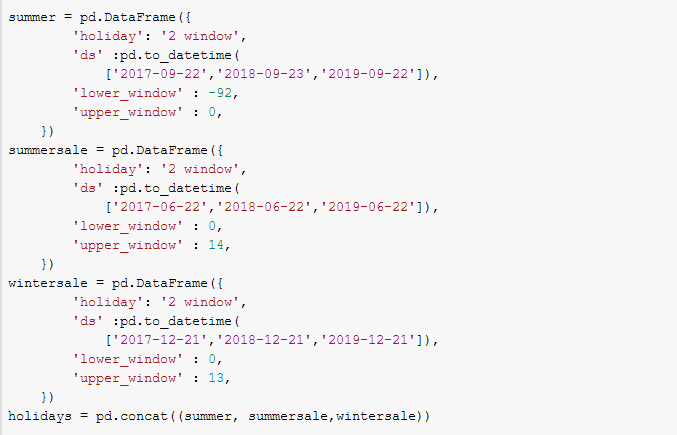 summer = pd.DataFrame({
        'holiday': '2 window',
        'ds' :pd.to_datetime(
            ['2017-09-22','2018-09-23','2019-09-22']),
        'lower_window' : -92,
        'upper_window' : 0,
    })
summersale = pd.DataFrame({
        'holiday': '2 window',
        'ds' :pd.to_datetime(
            ['2017-06-22','2018-06-22','2019-06-22']),
        'lower_window' : 0,
        'upper_window' : 14,
    })
wintersale = pd.DataFrame({
        'holiday': '2 window',
        'ds' :pd.to_datetime(
            ['2017-12-21','2018-12-21','2019-12-21']),
        'lower_window' : 0,
        'upper_window' : 13,
    })
holidays = pd.concat((summer, summersale,wintersale))